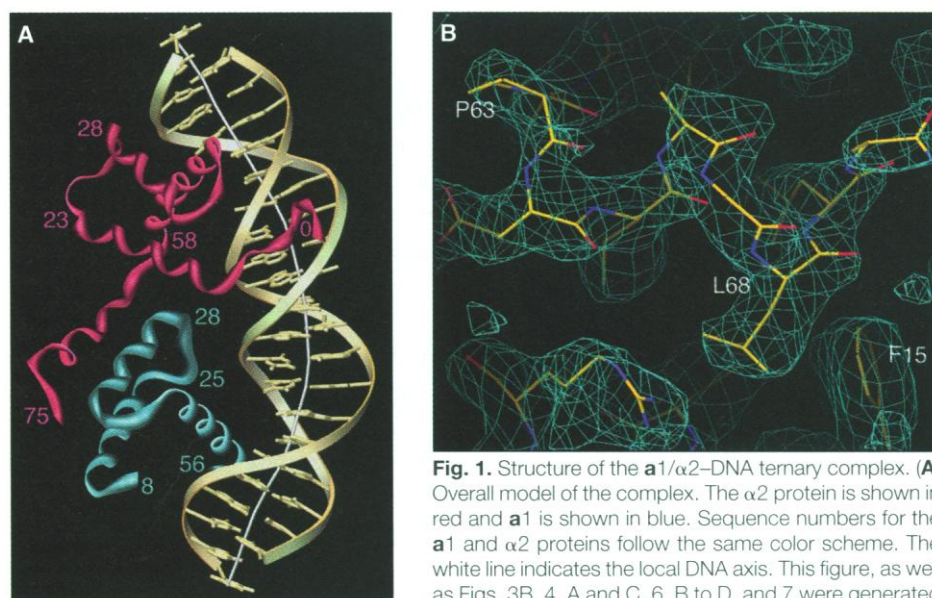 A
28
23
58
0
28
25
75
56
8
B
P63
L68
F15
Fig. 1. Structure of the a1/α2–DNA ternary complex. (A
Overall model of the complex. The α2 protein is shown in
red and a1 is shown in blue. Sequence numbers for the
a1 and α2 proteins follow the same color scheme. The
white line indicates the local DNA axis. This figure, as wel
as Figs. 3B, 4, A and C, 6, B to D, and 7 were generated